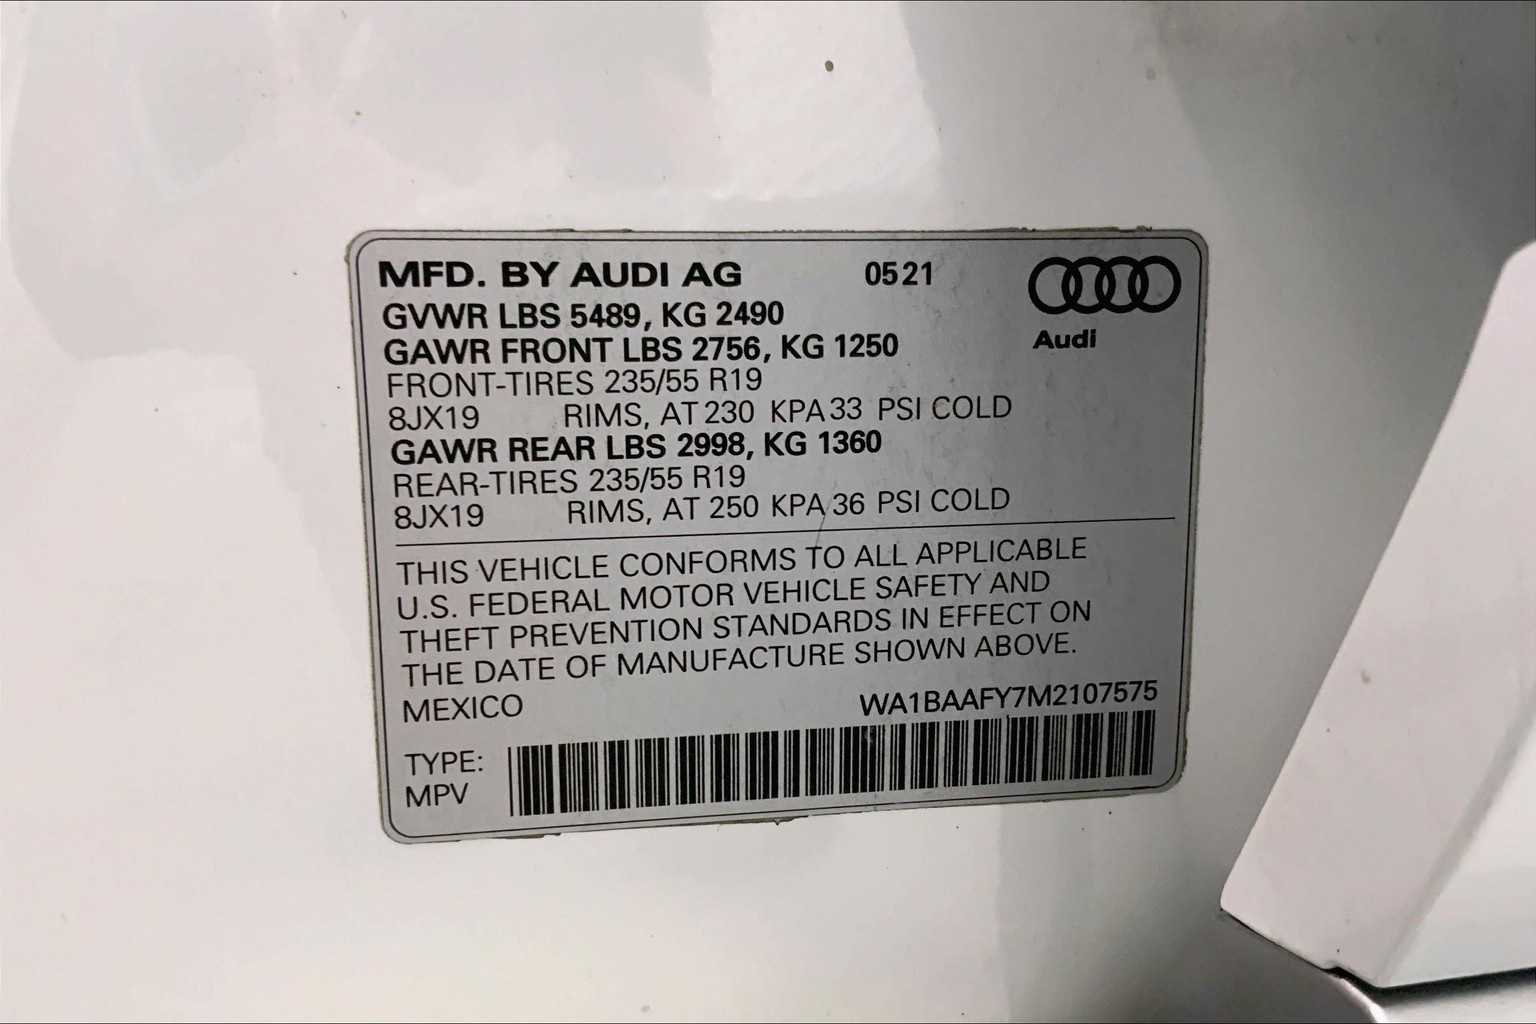 MFD. BY AUDI AG 05 21
GVWR LBS 5489, KG 2490
GAWR FRONT LBS 2756, KG 1250
Audi
FRONT-TIRES 235/55 R19
8JX19 RIMS, AT 230 KPA 33 PSI COLD
GAWR REAR LBS 2998, KG 1360
REAR-TIRES 235/55 R19
8JX19 RIMS, AT 250 KPA 36 PSI COLD
THIS VEHICLE CONFORMS TO ALL APPLICABLE
U.S. FEDERAL MOTOR VEHICLE SAFETY AND
THEFT PREVENTION STANDARDS IN EFFECT ON
THE DATE OF MANUFACTURE SHOWN ABOVE.
MEXICO WA1BAAFY7M2107575
TYPE:
MPV